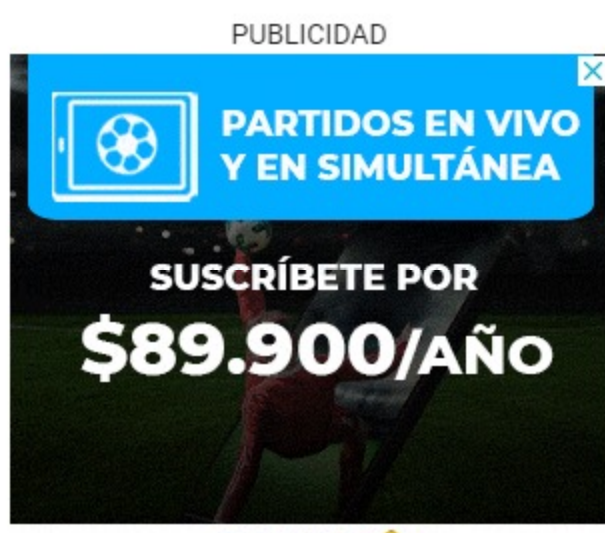 PUBLICIDAD
PARTIDOS EN VIVO
Y EN SIMULTÁNEA
SUSCRÍBETE POR
$89.900/AÑO